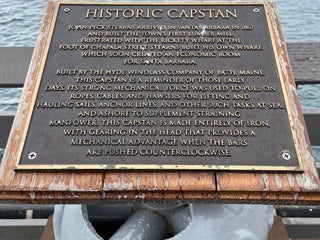 HISTORIC CAPSTAN
JOHN PECK STEARNS ARRIVED IN SANTA BARBARA IN 1867
AND BUILT THE TOWN'S FIRST LUMBER MILL.
FRUSTRATED WITH THE RICKETY WHARF AT THE
FOOT OF CHAPALA STREET, STEARNS BUILT HIS OWN WHARF,
WHICH SOON CREATED AN ECONOMIC BOOM
FOR SANTA BARBARA.
BUILT BY THE HYDE WINDLASS COMPANY OF BATH, MAINE,
THIS CAPSTAN IS A REMINDER OF THOSE EARLY
DAYS. ITS STRONG MECHANICAL FORCE WAS USED TO PULL ON
ROPES, CABLES, AND HAWSERS FOR LIFTING AND
HAULING SAILS, ANCHOR LINES, AND OTHER SUCH TASKS AT SEA
AND ASHORE TO SUPPLEMENT STRAINING
MANPOWER. THIS CAPSTAN IS MADE ENTIRELY OF IRON,
WITH GEARING IN THE HEAD THAT PROVIDES A
MECHANICAL ADVANTAGE WHEN THE BARS
ARE PUSHED COUNTERCLOCKWISE.